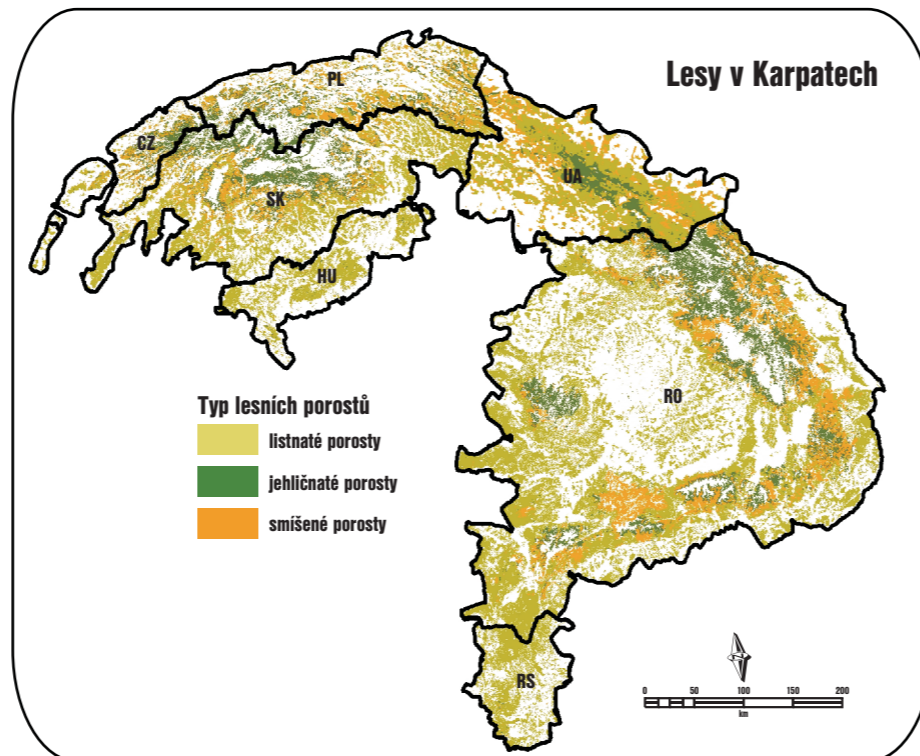 Lesy v Karpatech
PL
CZ
UA
SK
HU
RO
Typ lesních porostů
listnaté porosty
jehličnaté porosty
smíšené porosty
RS
0 50 100 150 200
km